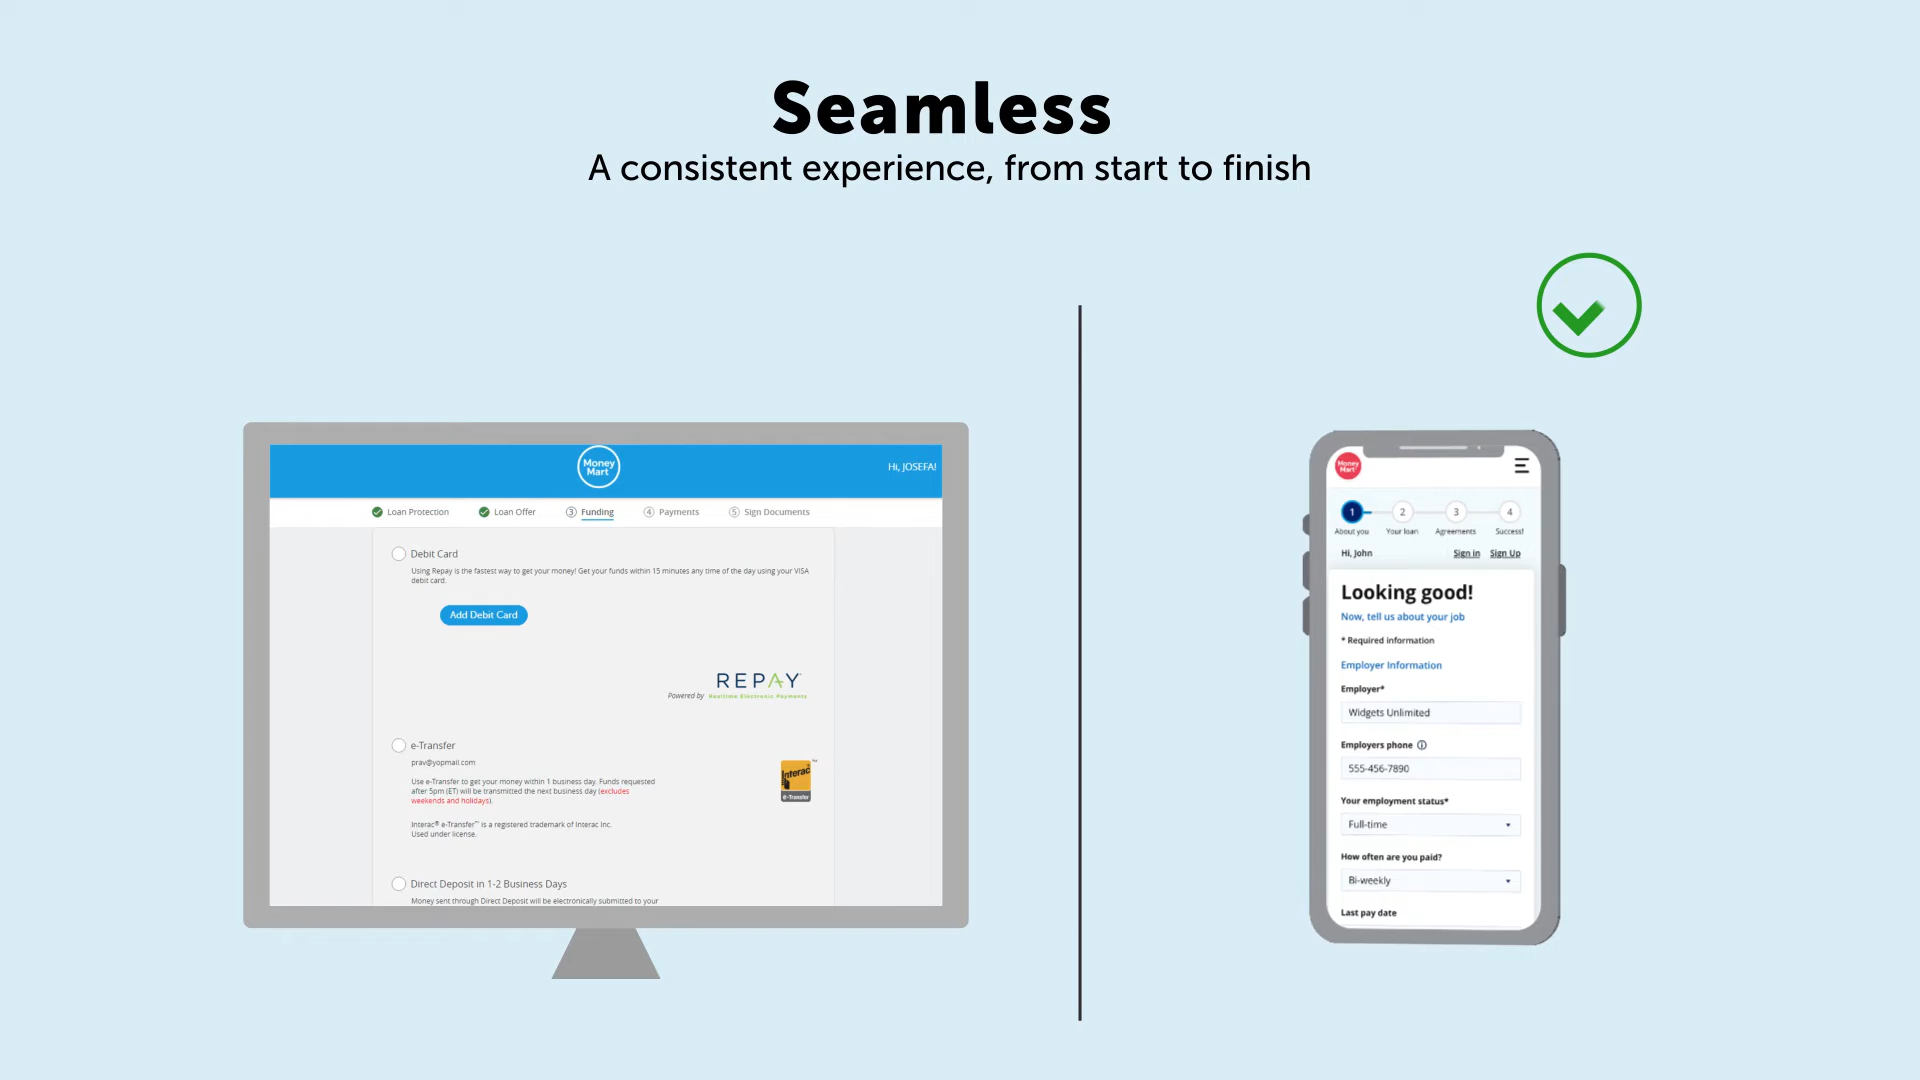 Seamless
A consistent experience, from start to finish
Money
Mart
Hi, JOSEFA!
Loan Protection
Loan Offer
3 Funding
4 Payments
5 Sign Documents
Debit Card
Using Repay is the fastest way to get your money! Get your funds within 15 minutes any time of the day using your VISA
debit card.
Add Debit Card
REPAY
Powered by Realtime Electronic Payments
e-Transfer
prav@yopmail.com
Use e-Transfer to get your money within 1 business day. Funds requested
after 5pm (ET) will be transmitted the next business day (excludes
weekends and holidays).
Interac® e-Transfer™ is a registered trademark of Interac Inc.
Used under license.
Interac
e-Transfer
TM
Direct Deposit in 1-2 Business Days
Money sent through Direct Deposit will be electronically submitted to your
Money
Mart
1
2
3
4
About you
Your loan
Agreements
Success!
Hi, John
Sign in
Sign Up
Looking good!
Now, tell us about your job
* Required information
Employer Information
Employer*
Widgets Unlimited
Employers phone
555-456-7890
Your employment status*
Full-time
How often are you paid?
Bi-weekly
Last pay date